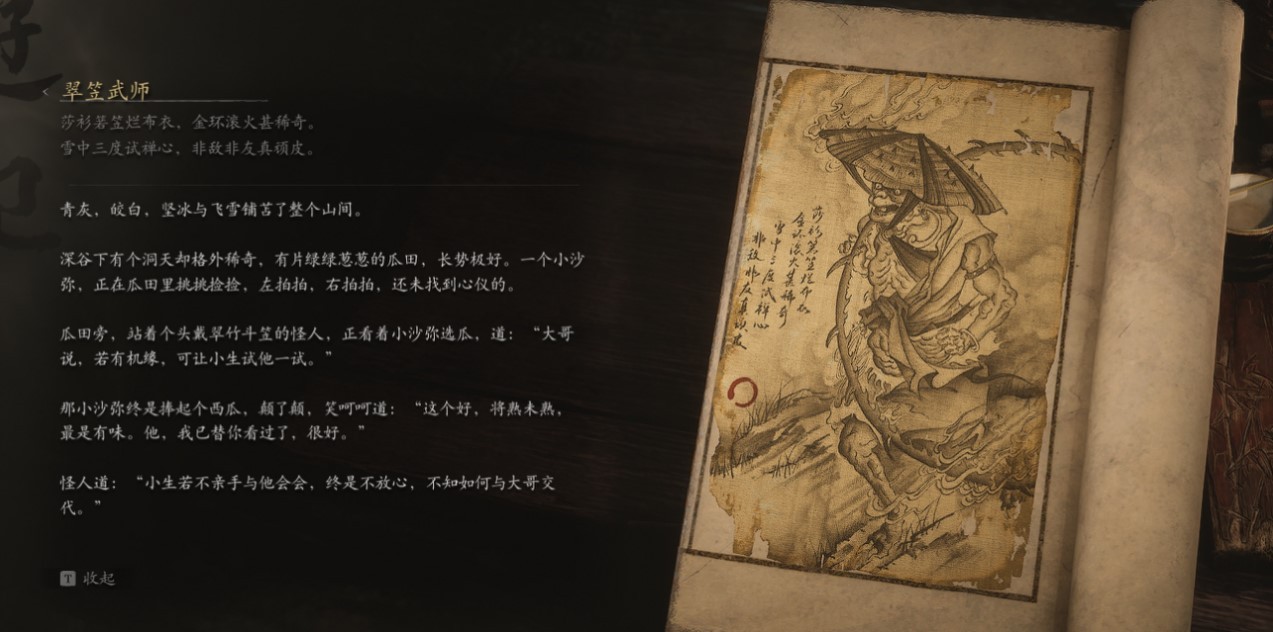 翠笠武师
莎衫箬笠烂布衣，金环滚火甚稀奇。
雪中三度试禅心，非敌非友真顽皮。
青灰，皎白，坚冰与飞雪铺苫了整个山间。
深谷下有个洞天却格外稀奇，有片绿绿葱葱的瓜田，长势极好。一个小沙
弥，正在瓜田里挑挑捡捡，左拍拍，右拍拍，还未找到心仪的。
瓜田旁，站着个头戴翠竹斗笠的怪人，正看着小沙弥选瓜，道：“大哥
说，若有机缘，可让小生试他一试。”
那小沙弥终是捧起个西瓜，颠了颠，笑呵呵道：“这个好，将熟未熟，
最是有味。他，我已替你看过了，很好。”
怪人道：“小生若不亲手与他会会，终是不放心，不知如何与大哥交
代。”
T 收起
莎衫箬笠烂布衣
金环滚火甚稀奇
雪中三度试禅心
非敌非友真顽皮